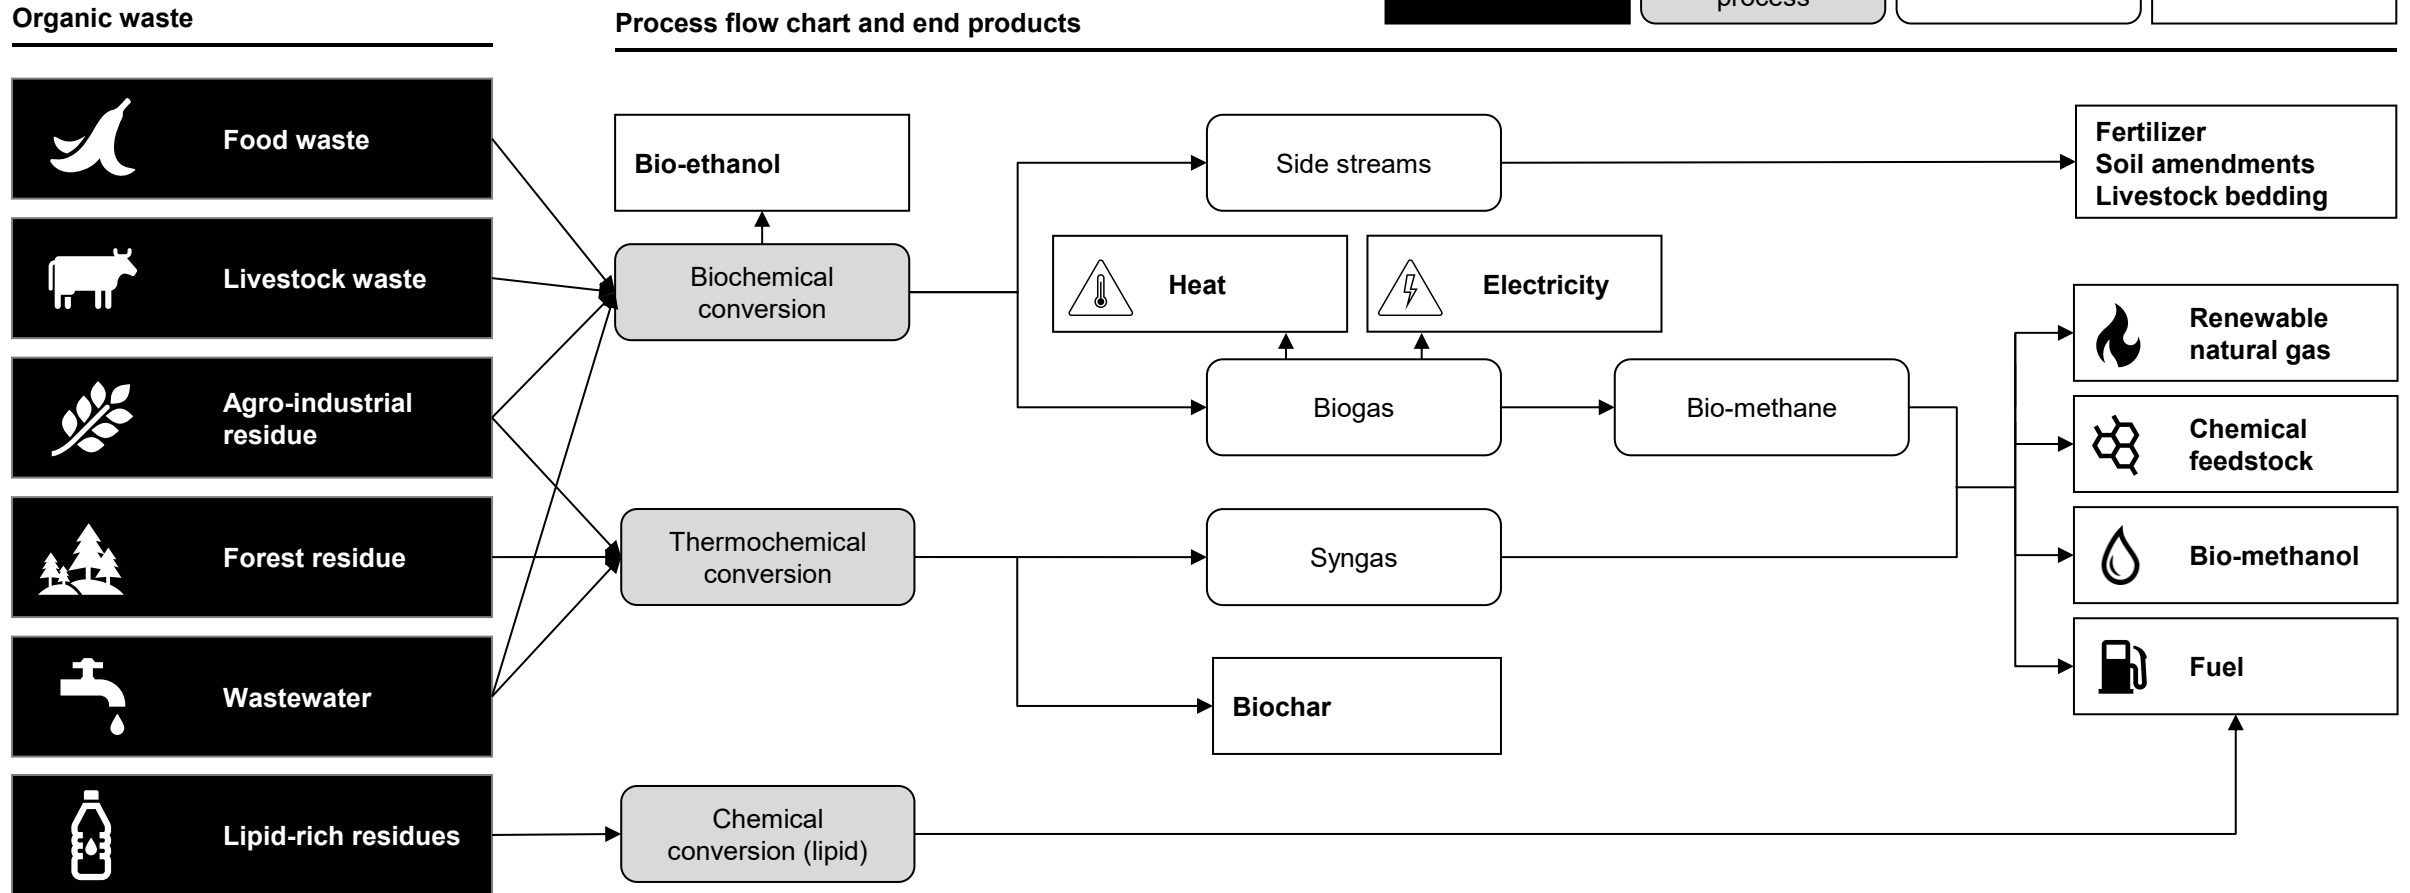 process
Organic waste
Process flow chart and end products
Food waste
Livestock waste
Agro-industrial
residue
Forest residue
Wastewater
Lipid-rich residues
Bio-ethanol
Biochemical
conversion
Thermochemical
conversion
Chemical
conversion (lipid)
Side streams
Heat
Electricity
Biogas
Bio-methane
Syngas
Biochar
Fertilizer
Soil amendments
Livestock bedding
Renewable
natural gas
Chemical
feedstock
Bio-methanol
Fuel